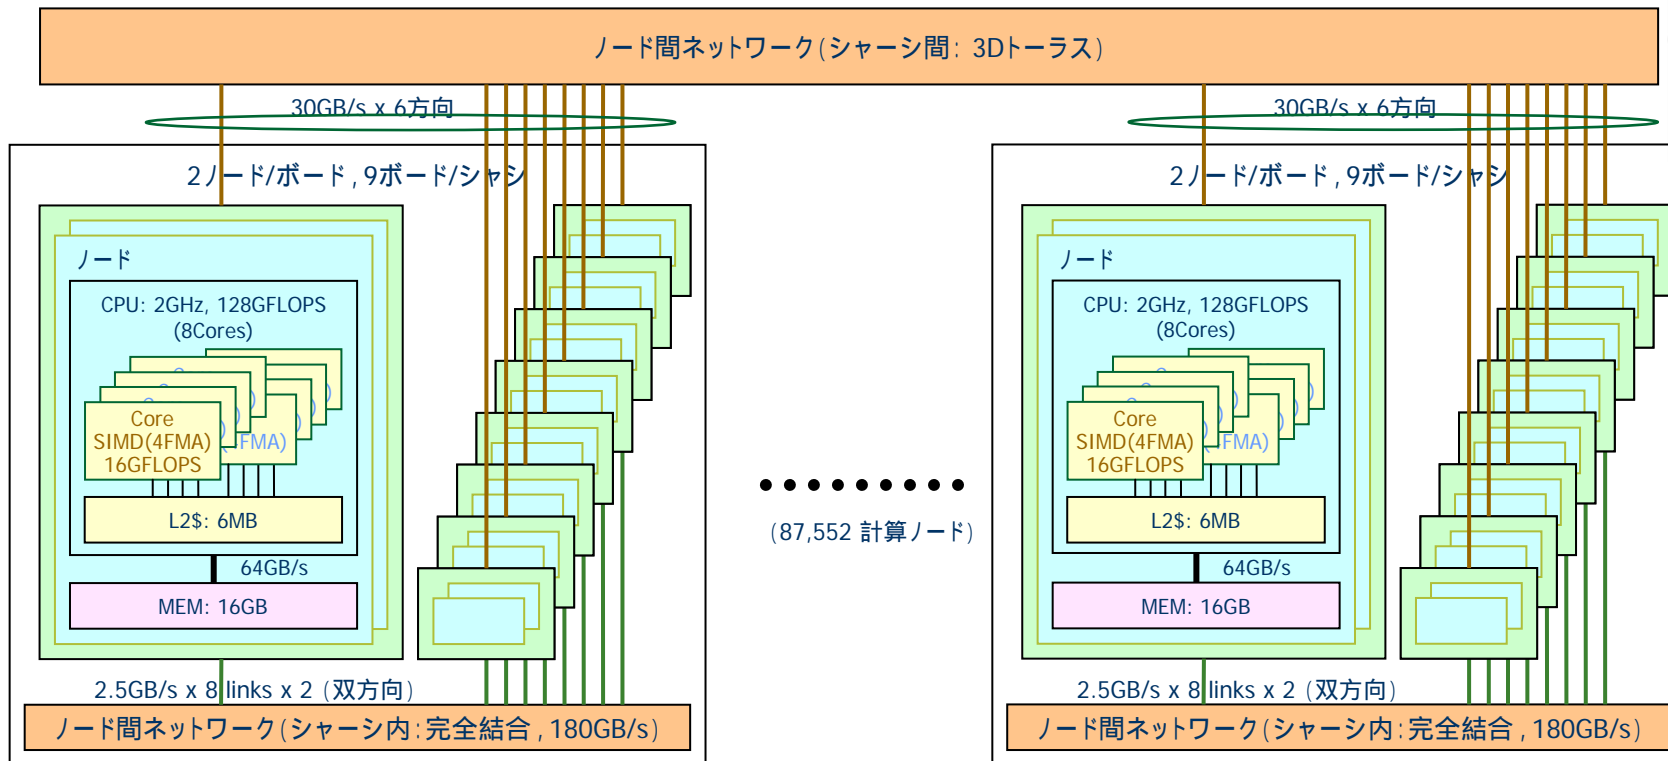 ノード間ネットワーク(シャーシ間: 3Dトーラス)
30GB/s x 6方向
30GB/s x 6方向
2ノード/ボード, 9ボード/シャシ
2ノード/ボード, 9ボード/シャシ
ノード
CPU: 2GHz, 128GFLOPS
(8Cores)
Core
SIMD(4FMA)
16GFLOPS
FMA)
L2$: 6MB
64GB/s
MEM: 16GB
(87,552 計算ノード)
ノード
CPU: 2GHz, 128GFLOPS
(8Cores)
Core
SIMD(4FMA)
16GFLOPS
FMA)
L2$: 6MB
64GB/s
MEM: 16GB
2.5GB/s x 8 links x 2 (双方向)
2.5GB/s x 8 links x 2 (双方向)
ノード間ネットワーク(シャーシ内:完全結合, 180GB/s)
ノード間ネットワーク(シャーシ内:完全結合, 180GB/s)